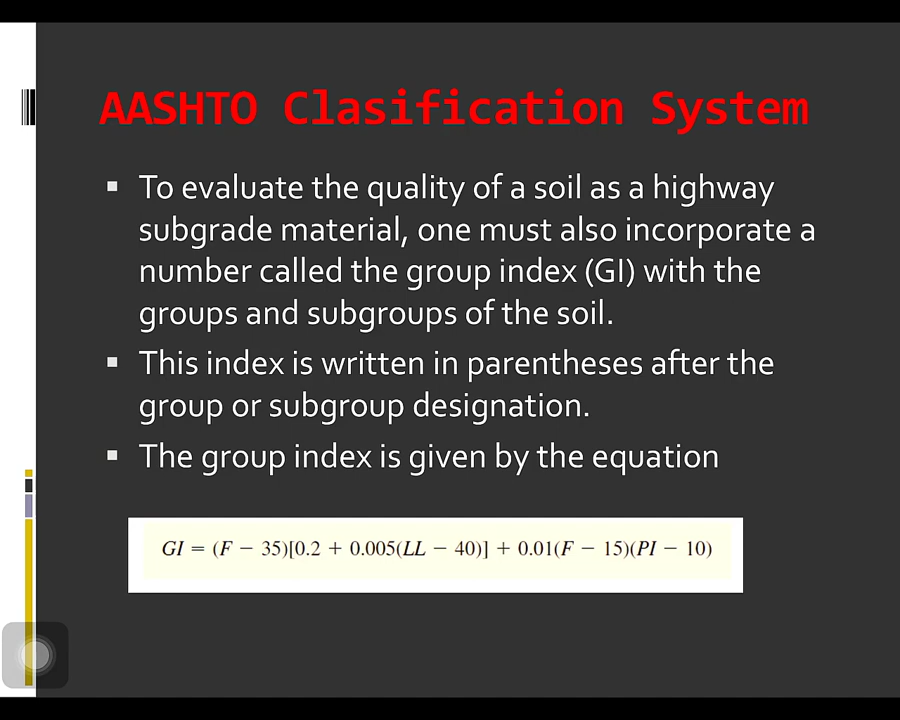 AASHTO Clasification System
To evaluate the quality of a soil as a highway
subgrade material, one must also incorporate a
number called the group index (GI) with the
groups and subgroups of the soil.
This index is written in parentheses after the
group or subgroup designation.
The group index is given by the equation
GI = (F − 35)[0.2 + 0.005(LL − 40)] + 0.01(F − 15)(PI − 10)